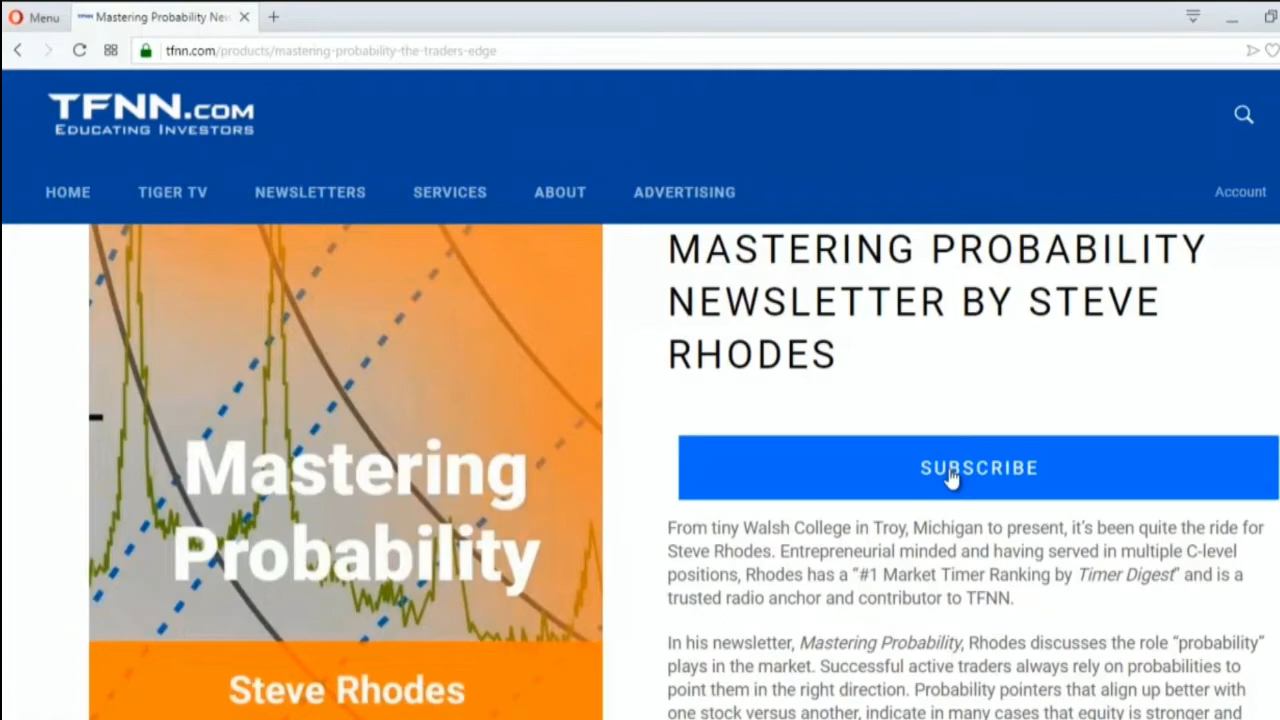 Menu
Mastering Probability New
tfnn.com/products/mastering-probability-the-traders-edge
TFNN.COM
EDUCATING INVESTORS
HOME
TIGER TV
NEWSLETTERS
SERVICES
ABOUT
ADVERTISING
Account
Mastering
Probability
Steve Rhodes
MASTERING PROBABILITY
NEWSLETTER BY STEVE
RHODES
SUBSCRIBE
From tiny Walsh College in Troy, Michigan to present, it's been quite the ride for
Steve Rhodes. Entrepreneurial minded and having served in multiple C-level
positions, Rhodes has a “#1 Market Timer Ranking by Timer Digest” and is a
trusted radio anchor and contributor to TFNN.
In his newsletter, Mastering Probability, Rhodes discusses the role “probability”
plays in the market. Successful active traders always rely on probabilities to
point them in the right direction. Probability pointers that align up better with
one stock versus another, indicate in many cases that equity is stronger and